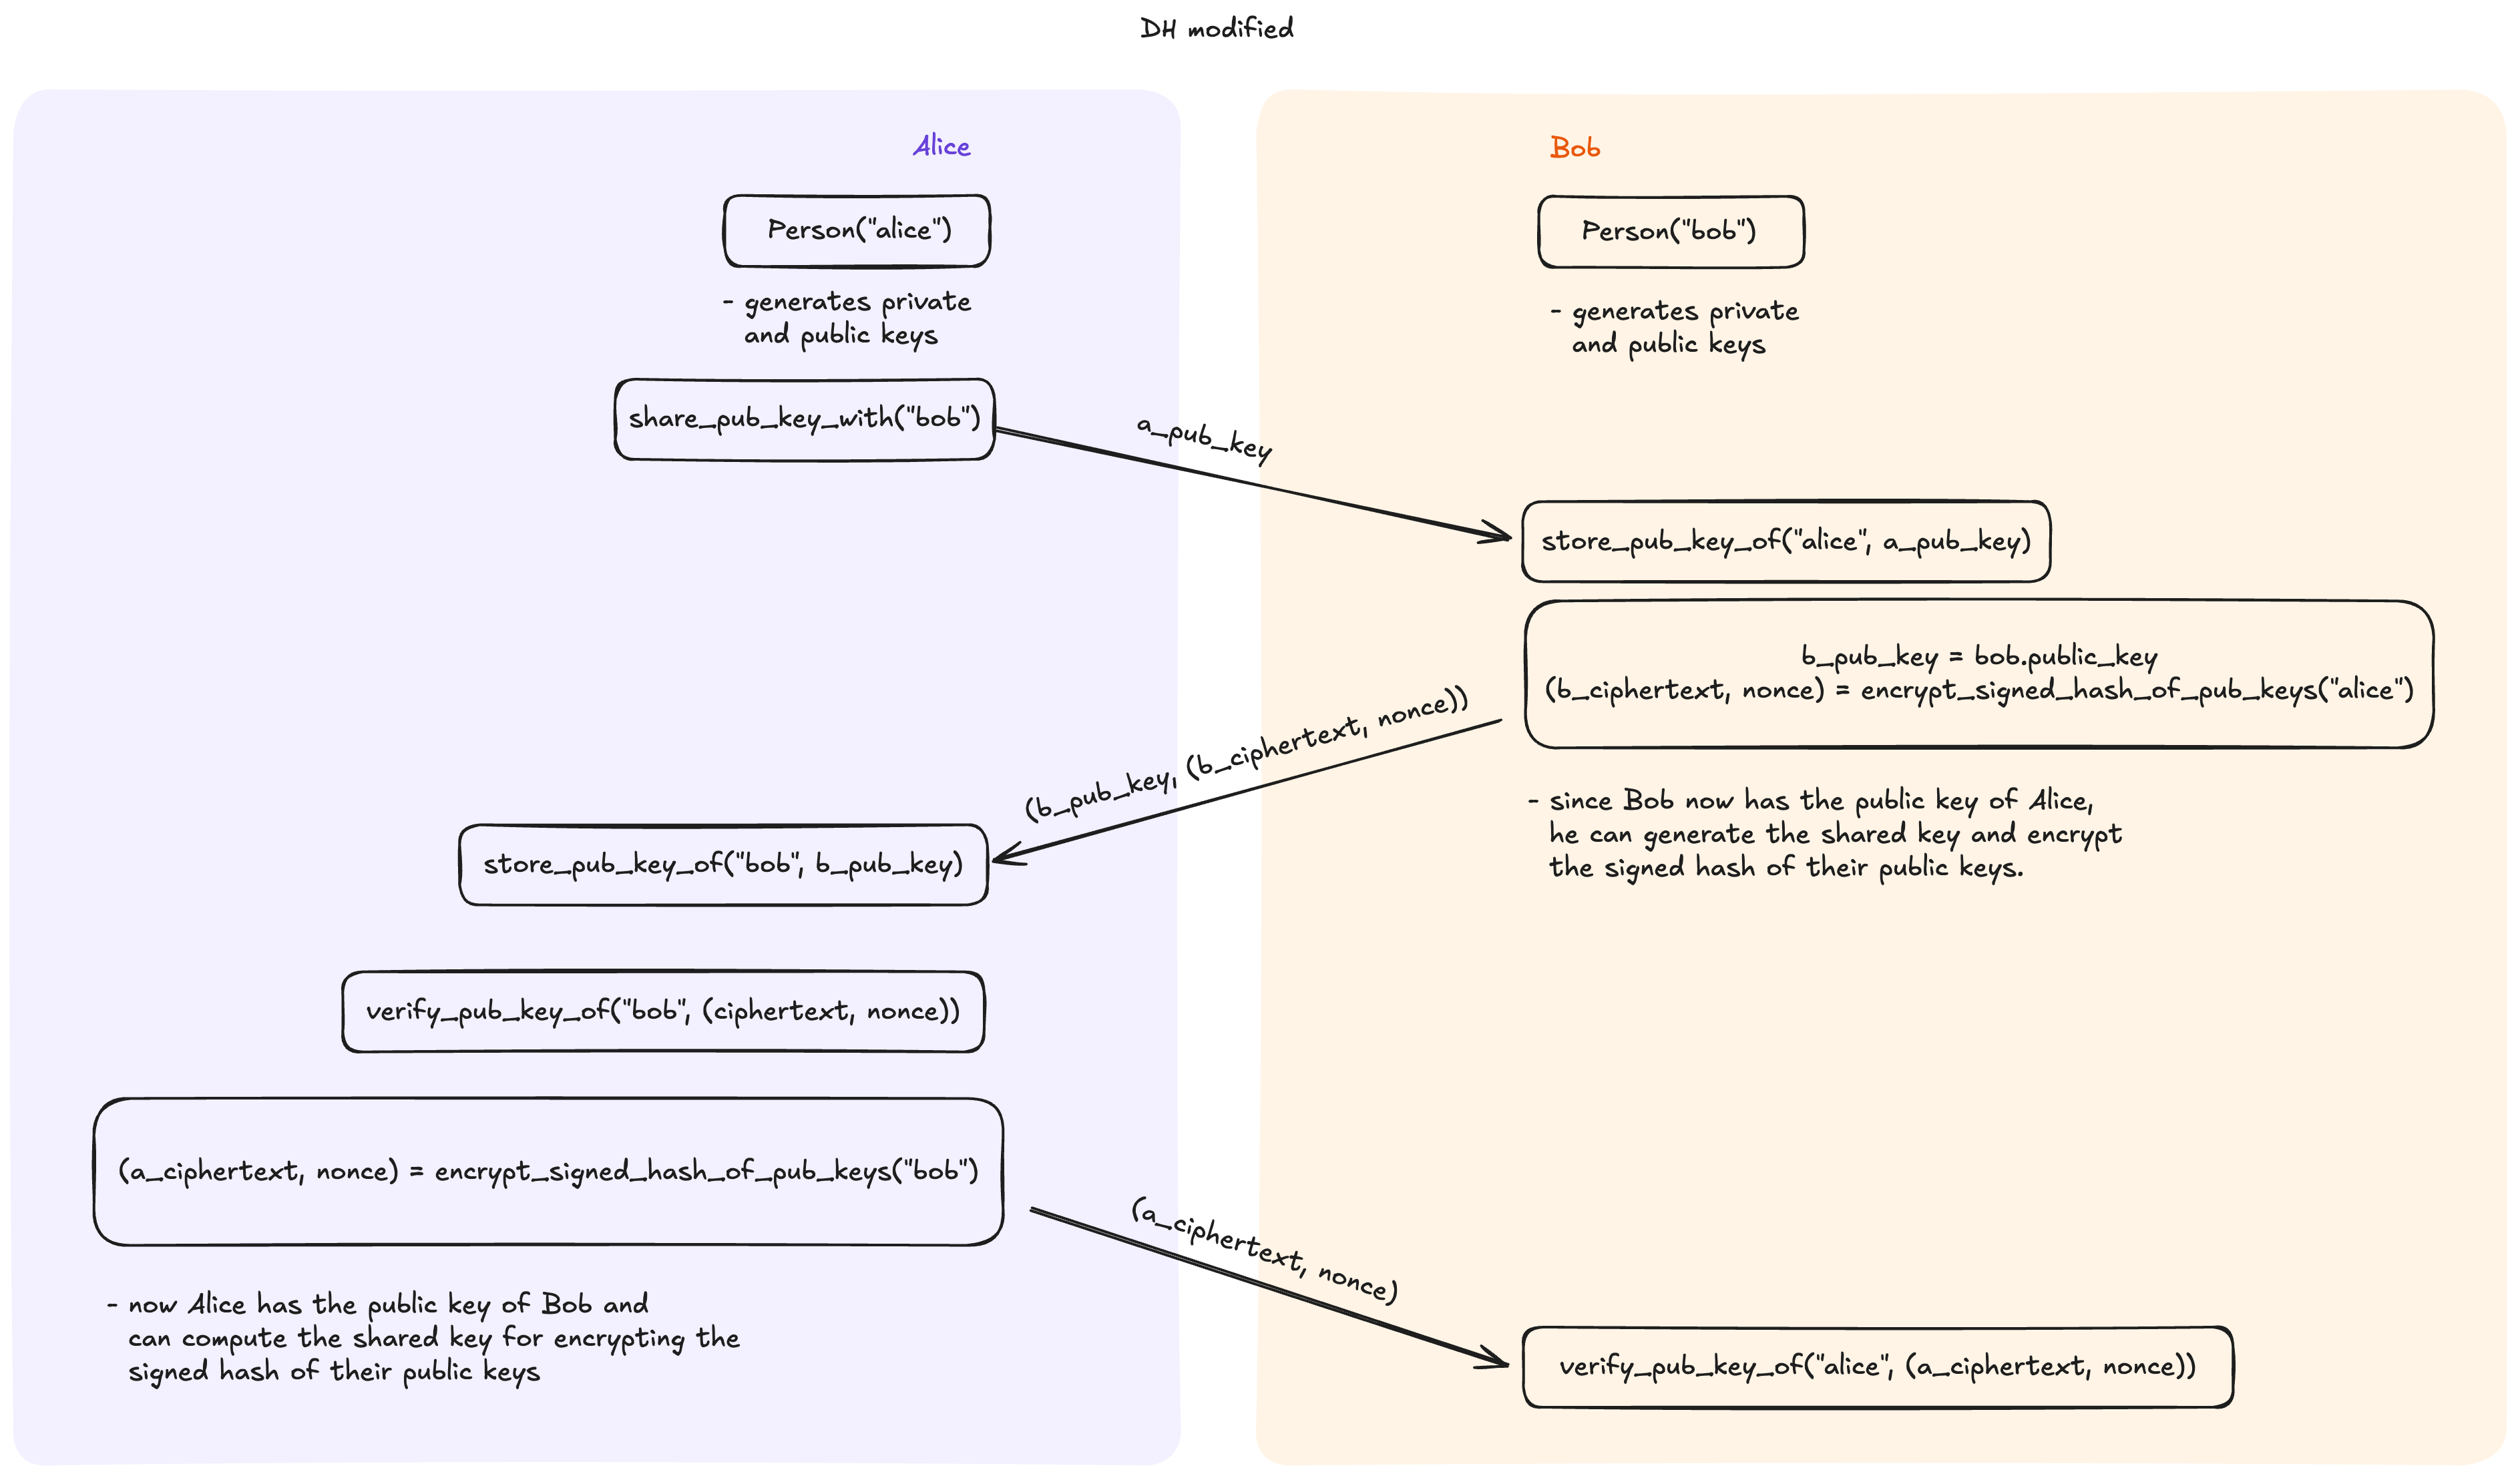 DH modified
Alice
Bob
Person("alice")
Person("bob")
- generates private
and public keys
- generates private
and public keys
share_pub_key_with("bob")
a_pub_key
store_pub_key_of("alice", a_pub_key)
b_pub_key = bob.public_key
(b_ciphertext, nonce) = encrypt_signed_hash_of_pub_keys("alice")
(b_pub_key, (b_ciphertext, nonce))
- since Bob now has the public key of Alice,
he can generate the shared key and encrypt
the signed hash of their public keys.
store_pub_key_of("bob", b_pub_key)
verify_pub_key_of("bob", (ciphertext, nonce))
(a_ciphertext, nonce) = encrypt_signed_hash_of_pub_keys("bob")
(a_ciphertext, nonce)
- now Alice has the public key of Bob and
can compute the shared key for encrypting the
signed hash of their public keys
verify_pub_key_of("alice", (a_ciphertext, nonce))